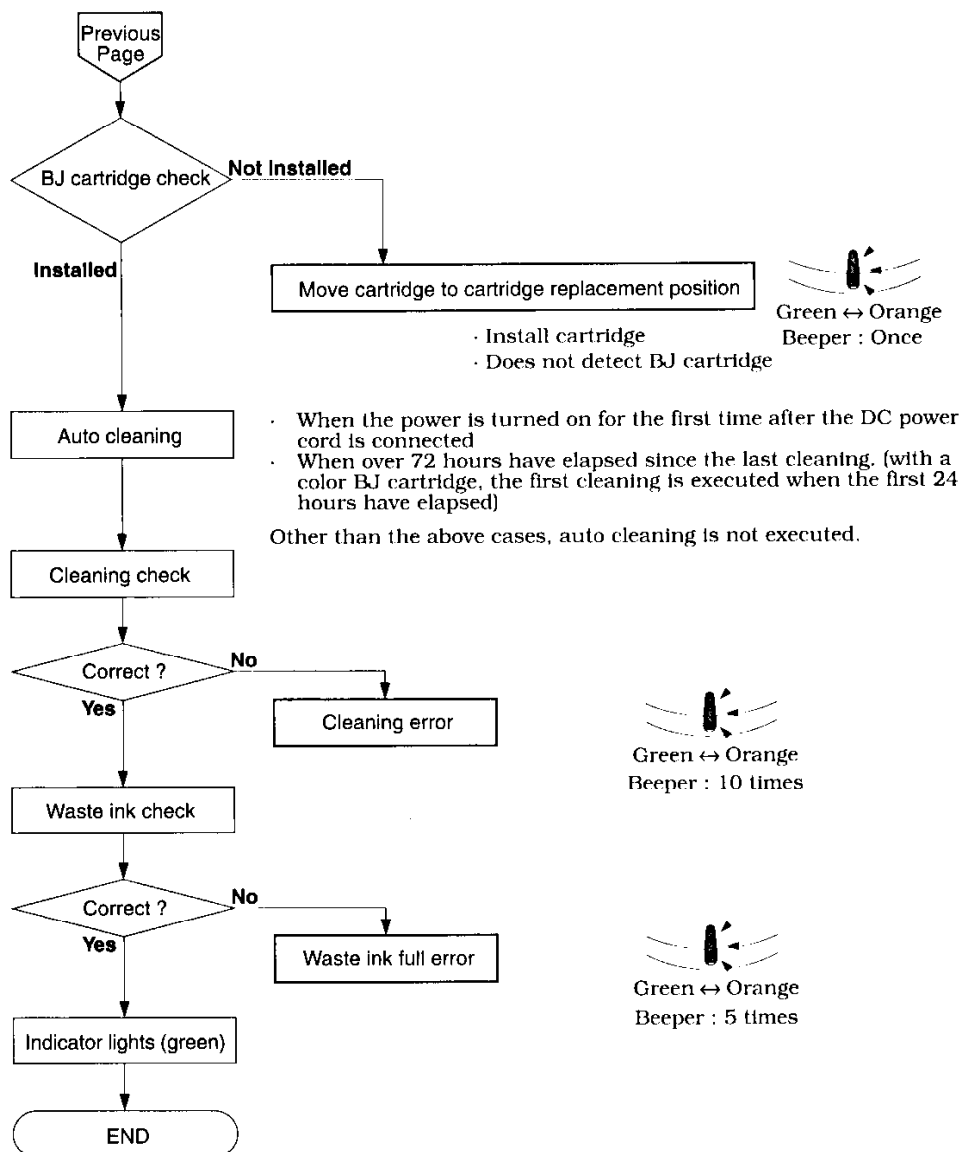 Previous
Page
BJ cartridge check
Not Installed
Installed
Move cartridge to cartridge replacement position
Green ↔ Orange
Beeper : Once
· Install cartridge
· Does not detect BJ cartridge
Auto cleaning
· When the power is turned on for the first time after the DC power
cord is connected
· When over 72 hours have elapsed since the last cleaning. (with a
color BJ cartridge, the first cleaning is executed when the first 24
hours have elapsed)
Other than the above cases, auto cleaning is not executed.
Cleaning check
Correct ?
No
Yes
Cleaning error
Green ↔ Orange
Beeper : 10 times
Waste ink check
Correct ?
No
Yes
Waste ink full error
Green ↔ Orange
Beeper : 5 times
Indicator lights (green)
END